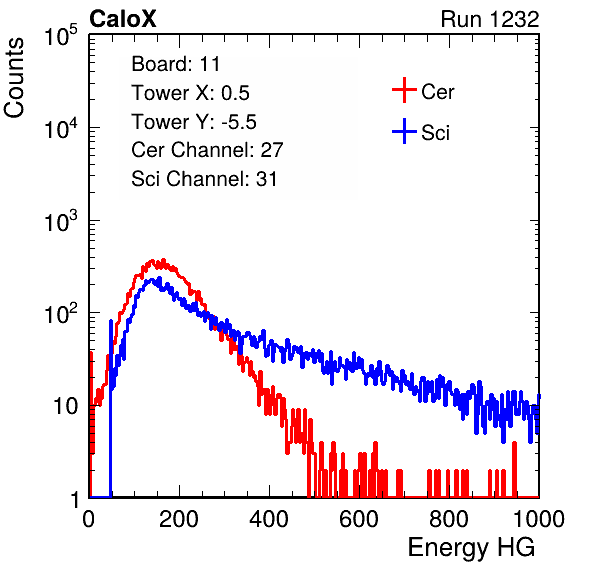 CaloX Run 1232
Counts
10^5
10^4
10^3
10^2
10
1
Board: 11
Tower X: 0.5
Tower Y: -5.5
Cer Channel: 27
Sci Channel: 31
Cer
Sci
0 200 400 600 800 1000
Energy HG